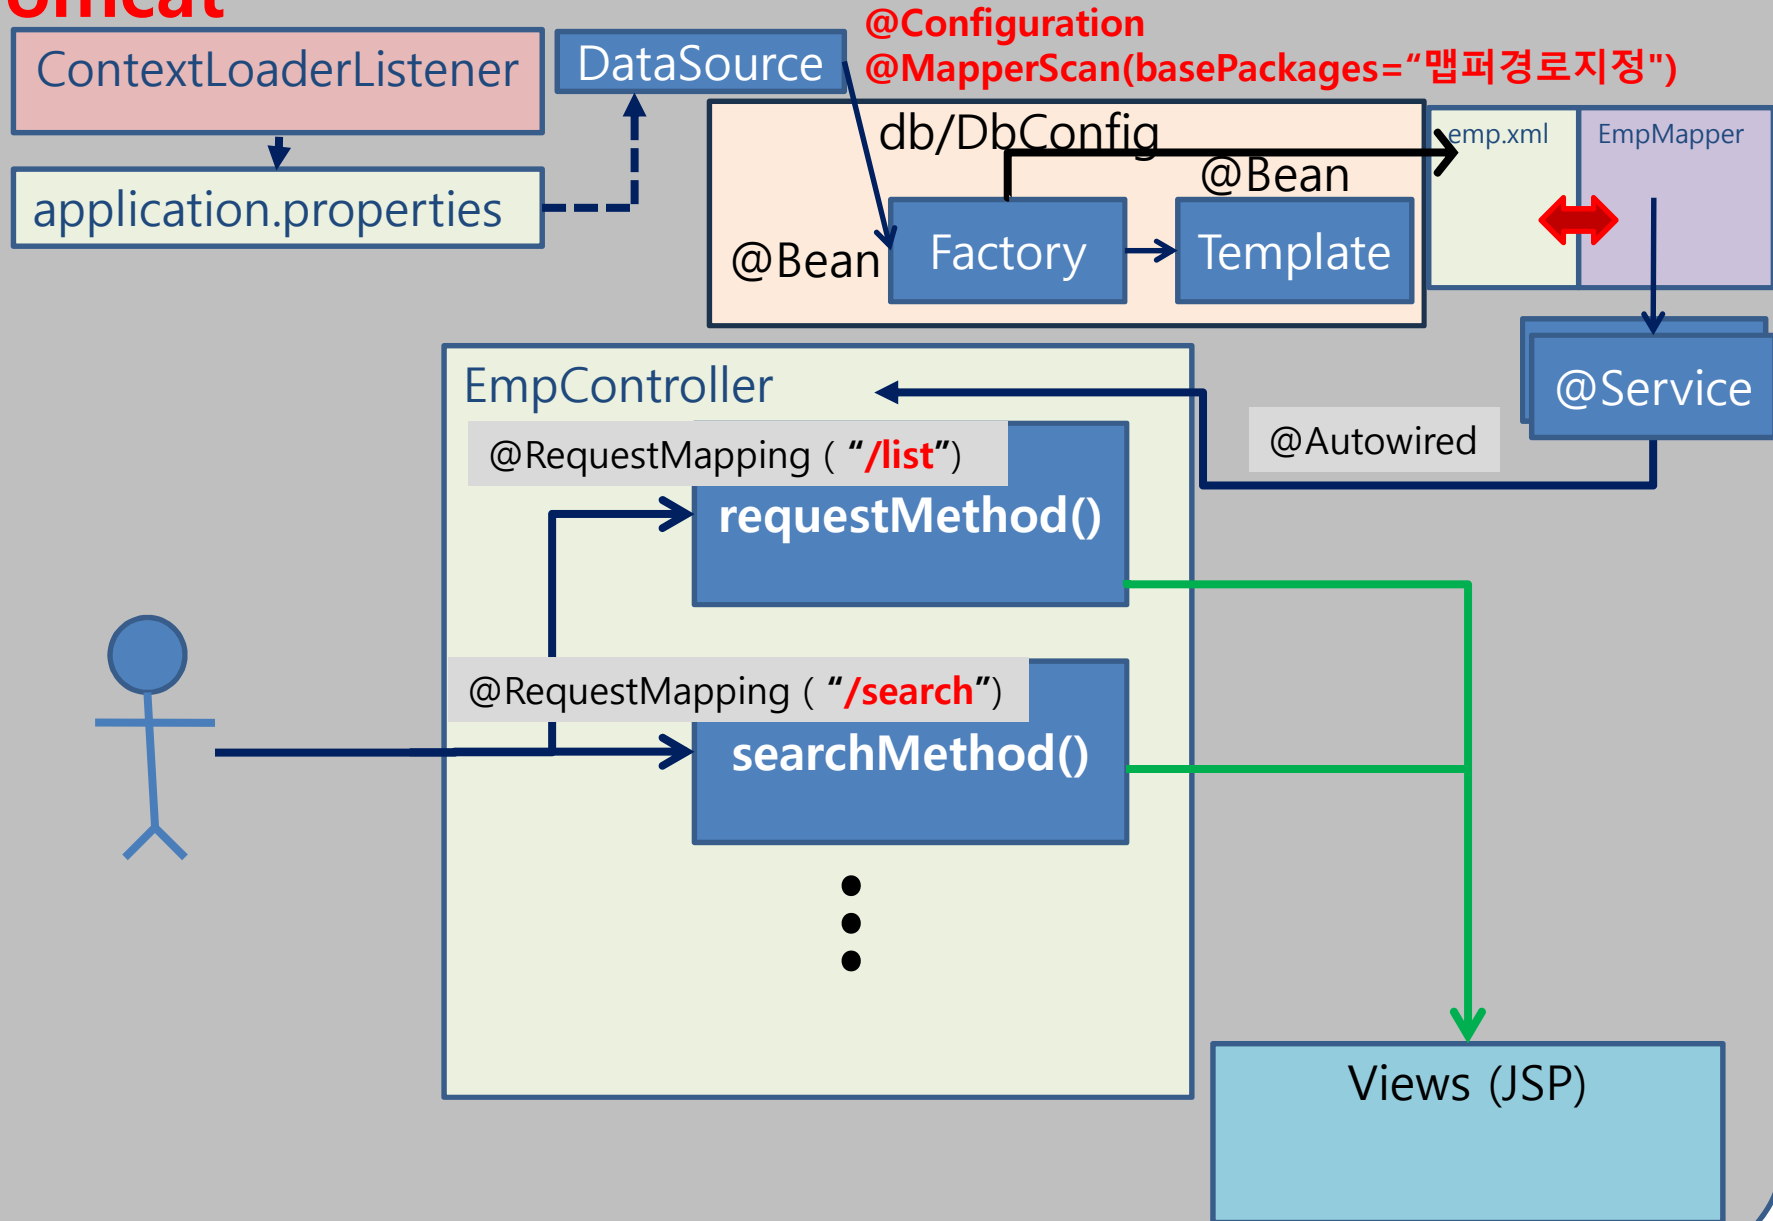 omcat
ContextLoaderListener
DataSource
@Configuration
@MapperScan(basePackages=“맵퍼경로지정")
application.properties
db/DbConfig
@Bean
@Bean
Factory
Template
emp.xml
EmpMapper
@Service
@Autowired
EmpController
@RequestMapping ( “/list”)
requestMethod()
@RequestMapping ( “/search”)
searchMethod()
Views (JSP)